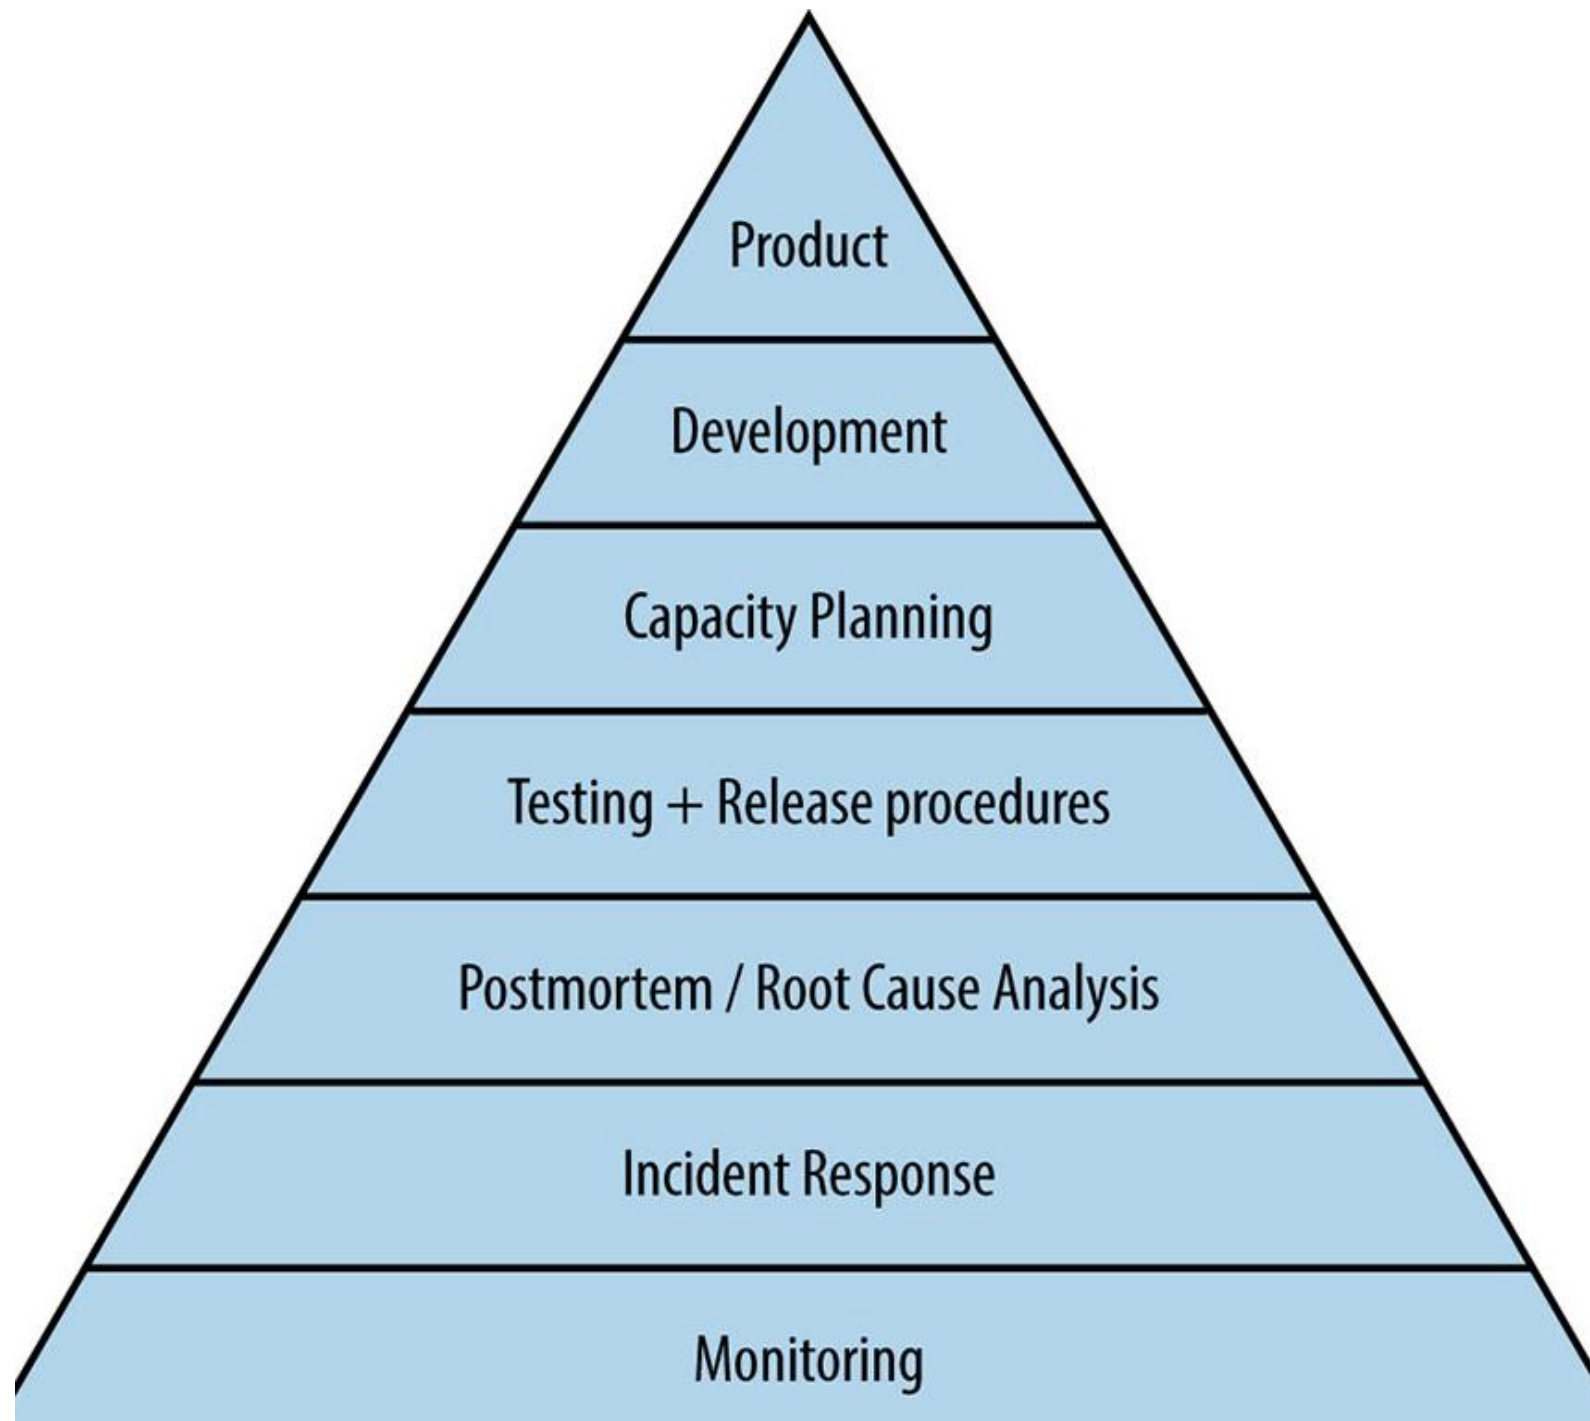 Product
Development
Capacity Planning
Testing + Release procedures
Postmortem / Root Cause Analysis
Incident Response
Monitoring